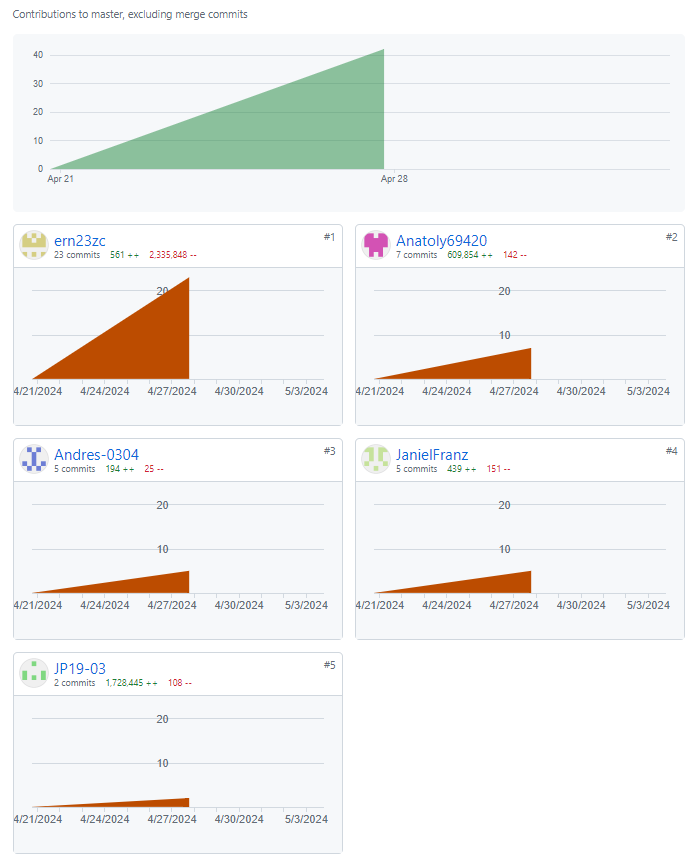 Contributions to master, excluding merge commits
40
30
20
10
0
Apr 21 Apr 28
ern23zc #1
23 commits 561 ++ 2,335,848 --
20
4/21/2024 4/24/2024 4/27/2024 4/30/2024 5/3/2024
Anatoly69420 #2
7 commits 609,854 ++ 142 --
20
10
4/21/2024 4/24/2024 4/27/2024 4/30/2024 5/3/2024
Andres-0304 #3
5 commits 194 ++ 25 --
20
10
4/21/2024 4/24/2024 4/27/2024 4/30/2024 5/3/2024
JanielFranz #4
5 commits 439 ++ 151 --
20
10
4/21/2024 4/24/2024 4/27/2024 4/30/2024 5/3/2024
JP19-03 #5
2 commits 1,728,445 ++ 108 --
20
10
4/21/2024 4/24/2024 4/27/2024 4/30/2024 5/3/2024